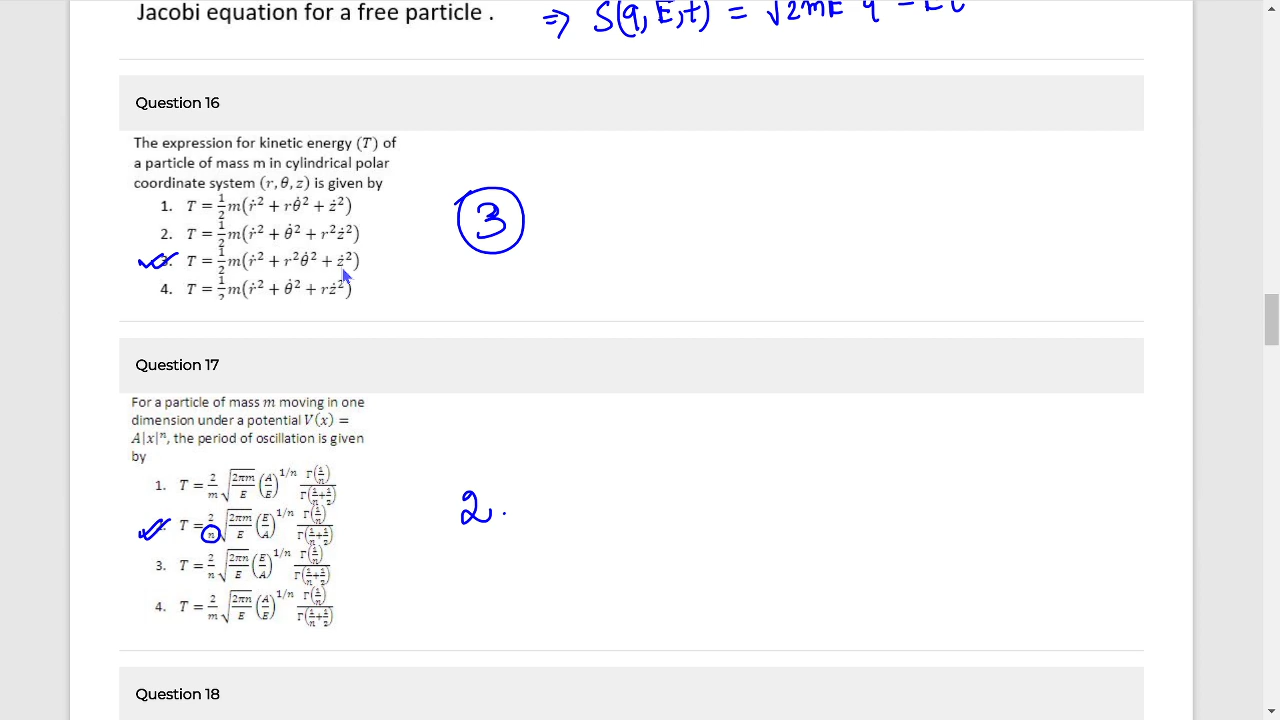 Jacobi equation for a free particle . ⇒ S(q, E, t) = √2mE q − Et
Question 16
The expression for kinetic energy (T) of
a particle of mass m in cylindrical polar
coordinate system (r, θ, z) is given by
1. T = ½m(ṙ² + rθ̇² + ż²)
2. T = ½m(ṙ² + θ̇² + r²ż²)
3. T = ½m(ṙ² + r²θ̇² + ż²)
4. T = ½m(ṙ² + θ̇² + rż²)
3
Question 17
For a particle of mass m moving in one
dimension under a potential V(x) =
A|x|ⁿ, the period of oscillation is given
by
1. T = 2/m √(2πm/E) (A/E)^1/n Γ(1/n)/Γ(1/n+1/2)
2. T = 2/n √(2πm/E) (E/A)^1/n Γ(1/n)/Γ(1/n+1/2)
3. T = 2/n √(2πn/E) (E/A)^1/n Γ(1/n)/Γ(1/n+1/2)
4. T = 2/m √(2πn/E) (A/E)^1/n Γ(1/n)/Γ(1/n+1/2)
2.
Question 18